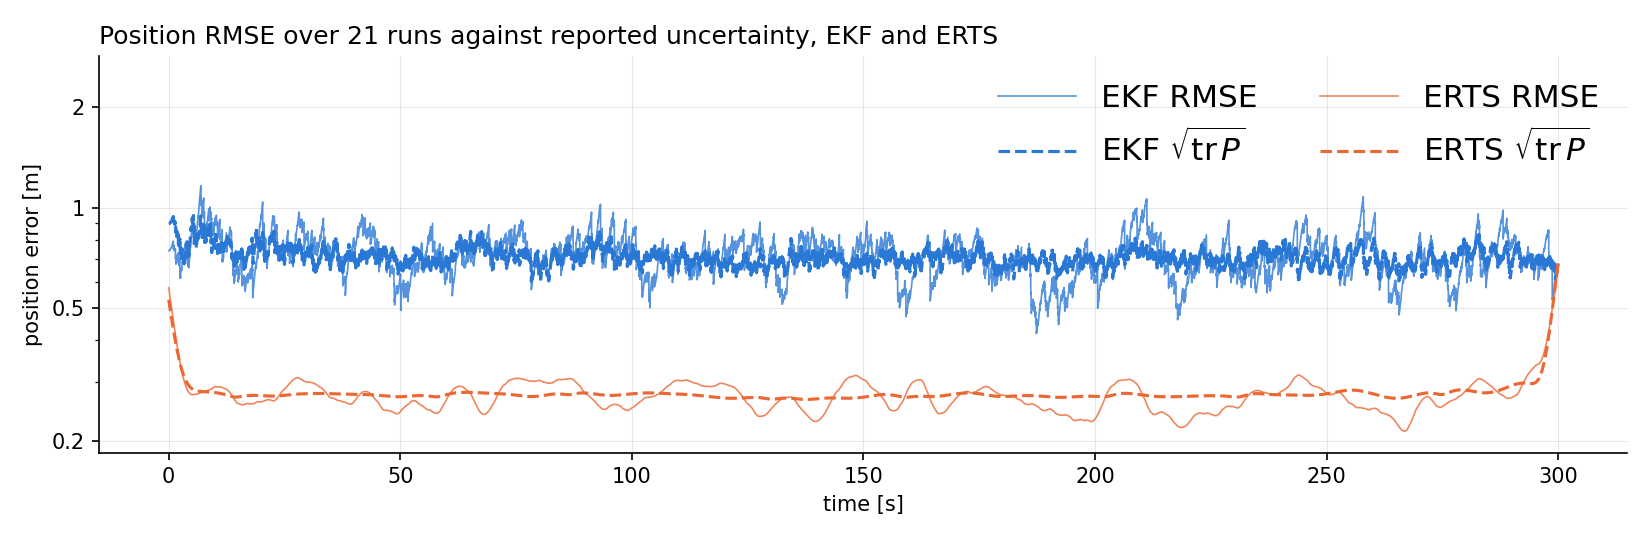 Position RMSE over 21 runs against reported uncertainty, EKF and ERTS
EKF RMSE
ERTS RMSE
EKF √tr P
ERTS √tr P
position error [m]
2
1
0.5
0.2
0
50
100
150
200
250
300
time [s]